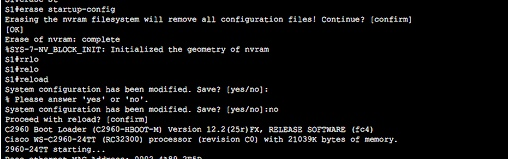 S1#erase startup-config
Erasing the nvram filesystem will remove all configuration files! Continue? [confirm]
[OK]
Erase of nvram: complete
%SYS-7-NV_BLOCK_INIT: Initialized the geometry of nvram
S1#rrlo
S1#relo
S1#reload
System configuration has been modified. Save? [yes/no]:
% Please answer 'yes' or 'no'.
System configuration has been modified. Save? [yes/no]:no
Proceed with reload? [confirm]
C2960 Boot Loader (C2960-HBOOT-M) Version 12.2(25r)FX, RELEASE SOFTWARE (fc4)
Cisco WS-C2960-24TT (RC32300) processor (revision C0) with 21039K bytes of memory.
2960-24TT starting...
Base ethernet MAC Address: